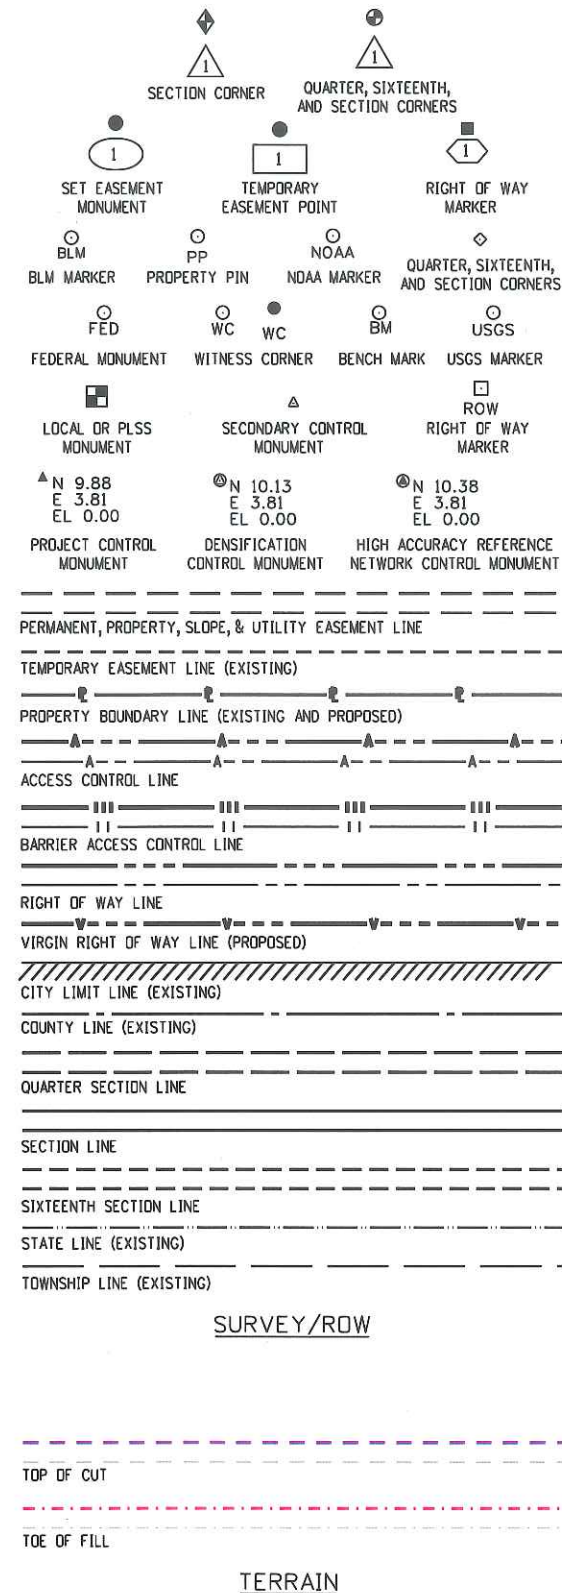 1
SECTION CORNER
1
QUARTER, SIXTEENTH,
AND SECTION CORNERS
1
SET EASEMENT
MONUMENT
1
TEMPORARY
EASEMENT POINT
1
RIGHT OF WAY
MARKER
BLM
BLM MARKER
PP
PROPERTY PIN
NOAA
NOAA MARKER
QUARTER, SIXTEENTH,
AND SECTION CORNERS
FED
FEDERAL MONUMENT
WC WC
WITNESS CORNER
BM
BENCH MARK
USGS
USGS MARKER
LOCAL OR PLSS
MONUMENT
SECONDARY CONTROL
MONUMENT
ROW
RIGHT OF WAY
MARKER
N 9.88
E 3.81
EL 0.00
PROJECT CONTROL
MONUMENT
N 10.13
E 3.81
EL 0.00
DENSIFICATION
CONTROL MONUMENT
N 10.38
E 3.81
EL 0.00
HIGH ACCURACY REFERENCE
NETWORK CONTROL MONUMENT
PERMANENT, PROPERTY, SLOPE, & UTILITY EASEMENT LINE
TEMPORARY EASEMENT LINE (EXISTING)
PROPERTY BOUNDARY LINE (EXISTING AND PROPOSED)
A A A A
A A A A
ACCESS CONTROL LINE
BARRIER ACCESS CONTROL LINE
RIGHT OF WAY LINE
V V V V
VIRGIN RIGHT OF WAY LINE (PROPOSED)
CITY LIMIT LINE (EXISTING)
COUNTY LINE (EXISTING)
QUARTER SECTION LINE
SECTION LINE
SIXTEENTH SECTION LINE
STATE LINE (EXISTING)
TOWNSHIP LINE (EXISTING)
SURVEY/ROW
TOP OF CUT
TOE OF FILL
TERRAIN